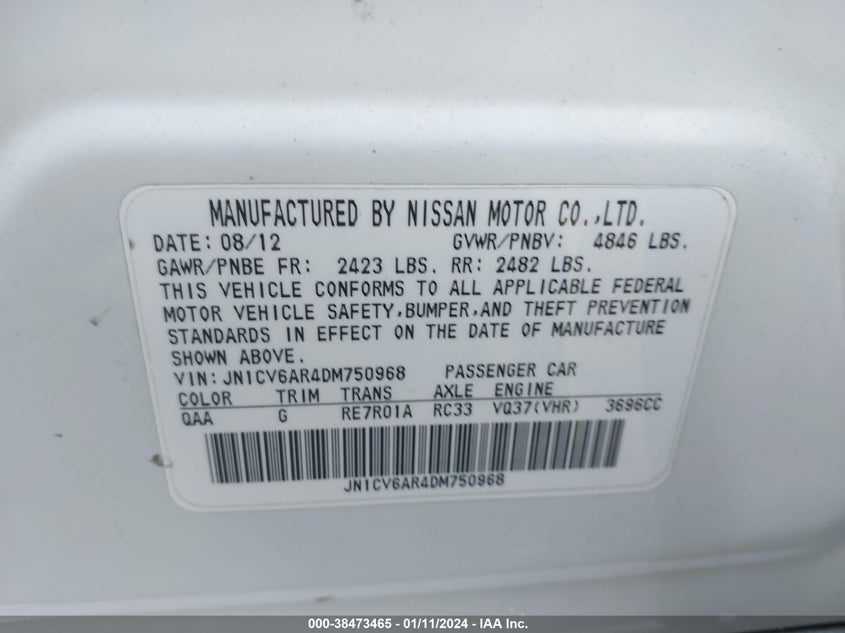 MANUFACTURED BY NISSAN MOTOR CO.,LTD.
DATE: 08/12 GVWR/PNBV: 4846 LBS.
GAWR/PNBE FR: 2423 LBS. RR: 2482 LBS.
THIS VEHICLE CONFORMS TO ALL APPLICABLE FEDERAL
MOTOR VEHICLE SAFETY,BUMPER,AND THEFT PREVENTION
STANDARDS IN EFFECT ON THE DATE OF MANUFACTURE
SHOWN ABOVE.
VIN: JN1CV6AR4DM750968 PASSENGER CAR
COLOR TRIM TRANS AXLE ENGINE
QAA G RE7R01A RC33 VQ37(VHR) 3696CC
JN1CV6AR4DM750968
000-38473465 - 01/11/2024 - IAA Inc.